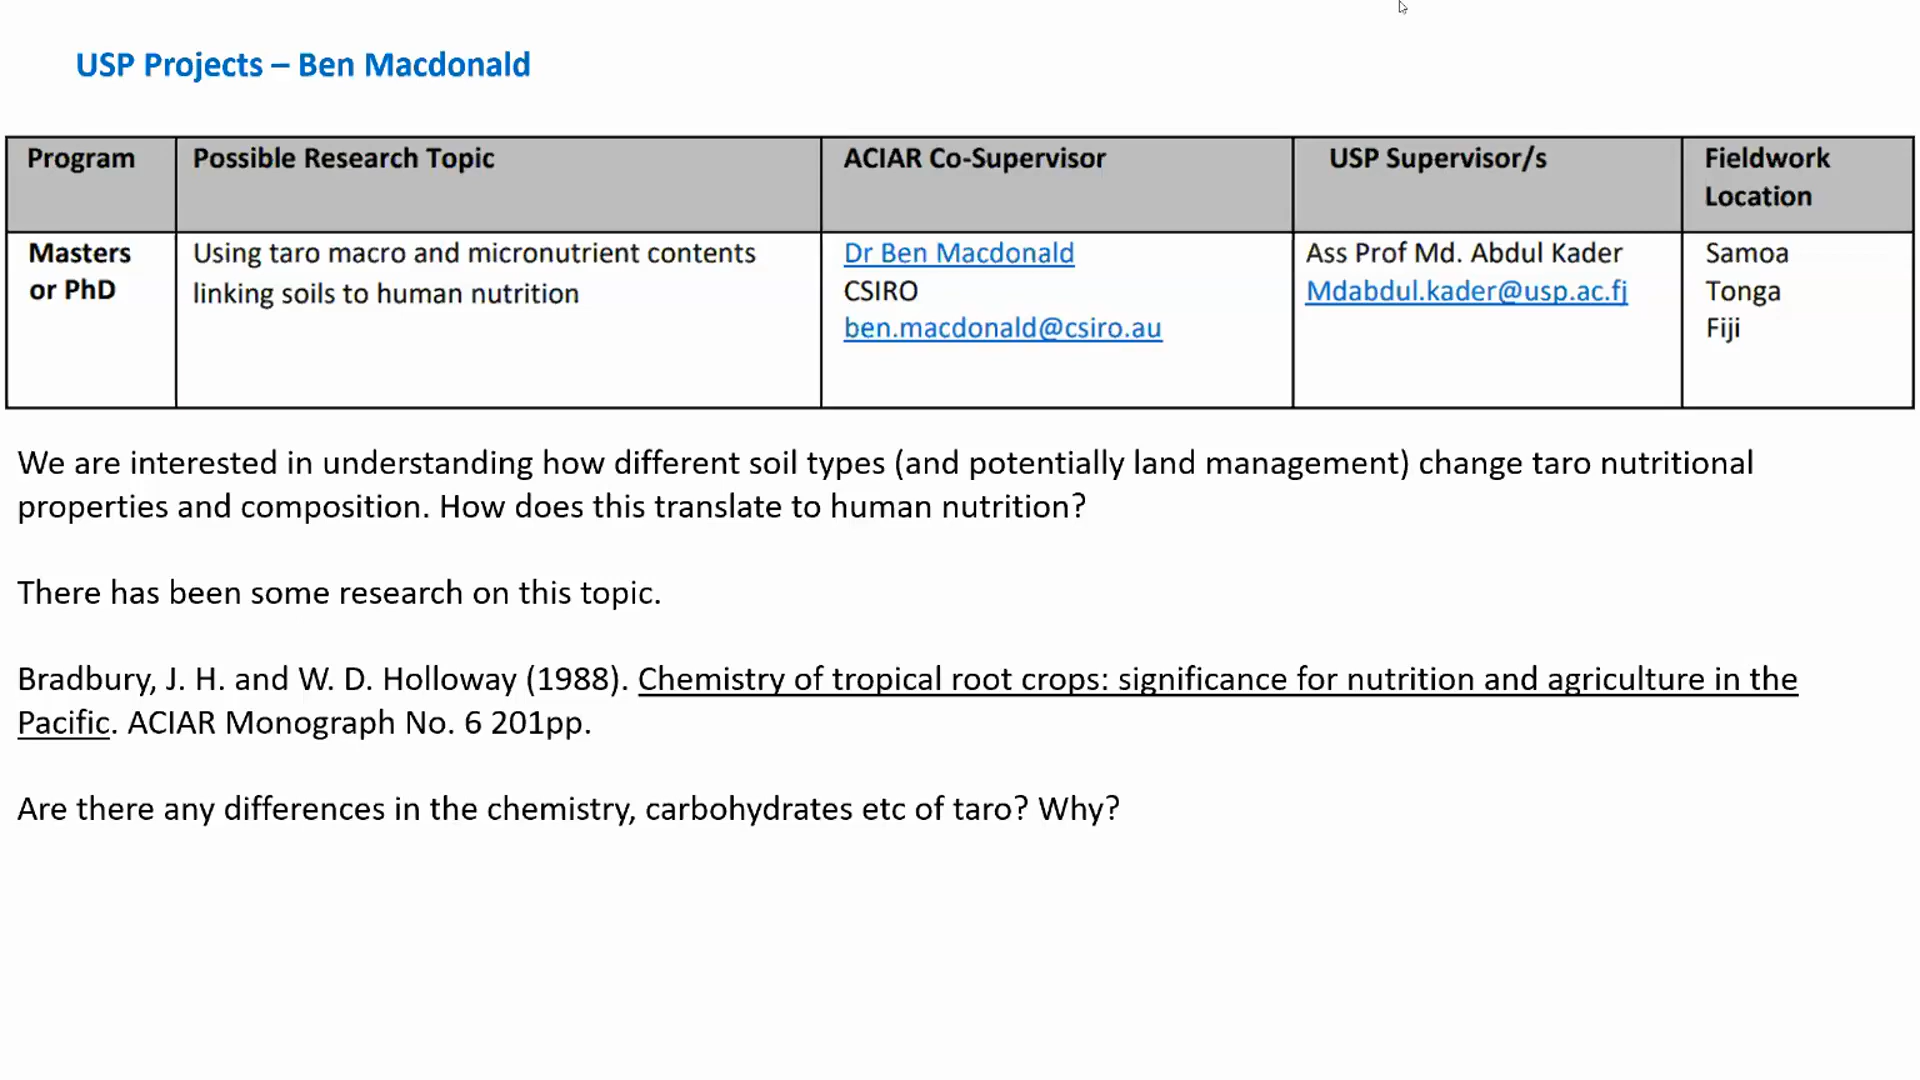 USP Projects – Ben Macdonald
Program
Possible Research Topic
ACIAR Co-Supervisor
USP Supervisor/s
Fieldwork
Location
Masters
or PhD
Using taro macro and micronutrient contents
linking soils to human nutrition
Dr Ben Macdonald
CSIRO
ben.macdonald@csiro.au
Ass Prof Md. Abdul Kader
Mdabdul.kader@usp.ac.fj
Samoa
Tonga
Fiji
We are interested in understanding how different soil types (and potentially land management) change taro nutritional
properties and composition. How does this translate to human nutrition?
There has been some research on this topic.
Bradbury, J. H. and W. D. Holloway (1988). Chemistry of tropical root crops: significance for nutrition and agriculture in the
Pacific. ACIAR Monograph No. 6 201pp.
Are there any differences in the chemistry, carbohydrates etc of taro? Why?